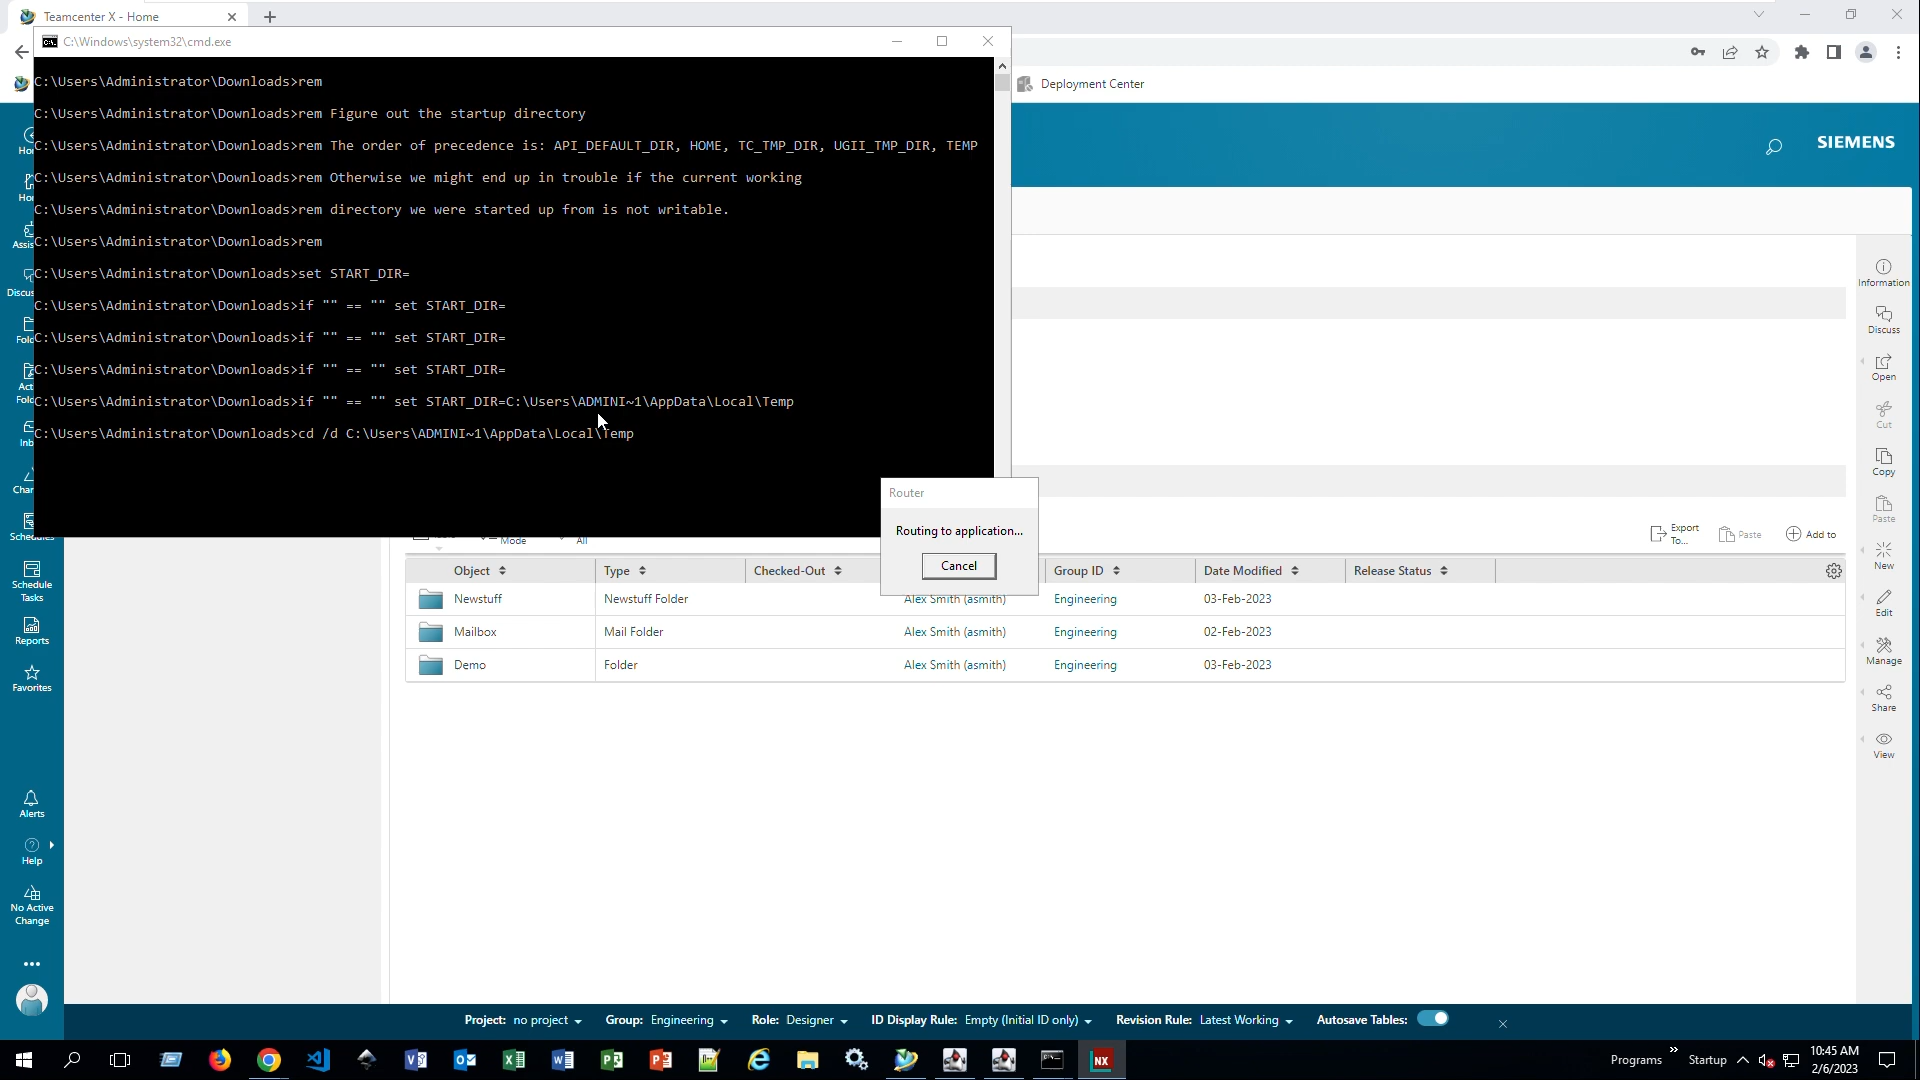 Teamcenter X - Home
C:\Windows\system32\cmd.exe
C:\Users\Administrator\Downloads>rem
C:\Users\Administrator\Downloads>rem Figure out the startup directory
C:\Users\Administrator\Downloads>rem The order of precedence is: API_DEFAULT_DIR, HOME, TC_TMP_DIR, UGII_TMP_DIR, TEMP
C:\Users\Administrator\Downloads>rem Otherwise we might end up in trouble if the current working
C:\Users\Administrator\Downloads>rem directory we were started up from is not writable.
C:\Users\Administrator\Downloads>rem
C:\Users\Administrator\Downloads>set START_DIR=
C:\Users\Administrator\Downloads>if "" == "" set START_DIR=
C:\Users\Administrator\Downloads>if "" == "" set START_DIR=
C:\Users\Administrator\Downloads>if "" == "" set START_DIR=
C:\Users\Administrator\Downloads>if "" == "" set START_DIR=C:\Users\ADMINI~1\AppData\Local\Temp
C:\Users\Administrator\Downloads>cd /d C:\Users\ADMINI~1\AppData\Local\Temp
Deployment Center
SIEMENS
Router
Routing to application...
Cancel
Mode
All
Export To...
Paste
Add to
Object Type Checked-Out Group ID Date Modified Release Status
Newstuff Newstuff Folder Alex Smith (asmith) Engineering 03-Feb-2023
Mailbox Mail Folder Alex Smith (asmith) Engineering 02-Feb-2023
Demo Folder Alex Smith (asmith) Engineering 03-Feb-2023
Schedule
Tasks
Reports
Favorites
Alerts
Help
No Active
Change
Information
Discuss
Open
Cut
Copy
Paste
New
Edit
Manage
Share
View
Project: no project Group: Engineering Role: Designer ID Display Rule: Empty (Initial ID only) Revision Rule: Latest Working Autosave Tables:
NX
Programs
Startup
10:45 AM
2/6/2023